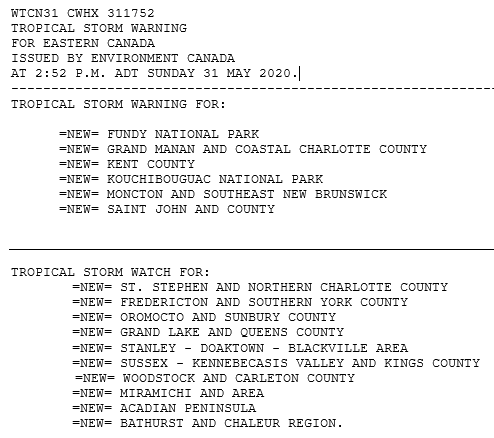 WTCN31 CWHX 311752
TROPICAL STORM WARNING
FOR EASTERN CANADA
ISSUED BY ENVIRONMENT CANADA
AT 2:52 P.M. ADT SUNDAY 31 MAY 2020.
TROPICAL STORM WARNING FOR:
=NEW= FUNDY NATIONAL PARK
=NEW= GRAND MANAN AND COASTAL CHARLOTTE COUNTY
=NEW= KENT COUNTY
=NEW= KOUCHIBOUGUAC NATIONAL PARK
=NEW= MONCTON AND SOUTHEAST NEW BRUNSWICK
=NEW= SAINT JOHN AND COUNTY
TROPICAL STORM WATCH FOR:
=NEW= ST. STEPHEN AND NORTHERN CHARLOTTE COUNTY
=NEW= FREDERICTON AND SOUTHERN YORK COUNTY
=NEW= OROMOCTO AND SUNBURY COUNTY
=NEW= GRAND LAKE AND QUEENS COUNTY
=NEW= STANLEY - DOAKTOWN - BLACKVILLE AREA
=NEW= SUSSEX - KENNEBECASIS VALLEY AND KINGS COUNTY
=NEW= WOODSTOCK AND CARLETON COUNTY
=NEW= MIRAMICHI AND AREA
=NEW= ACADIAN PENINSULA
=NEW= BATHURST AND CHALEUR REGION.